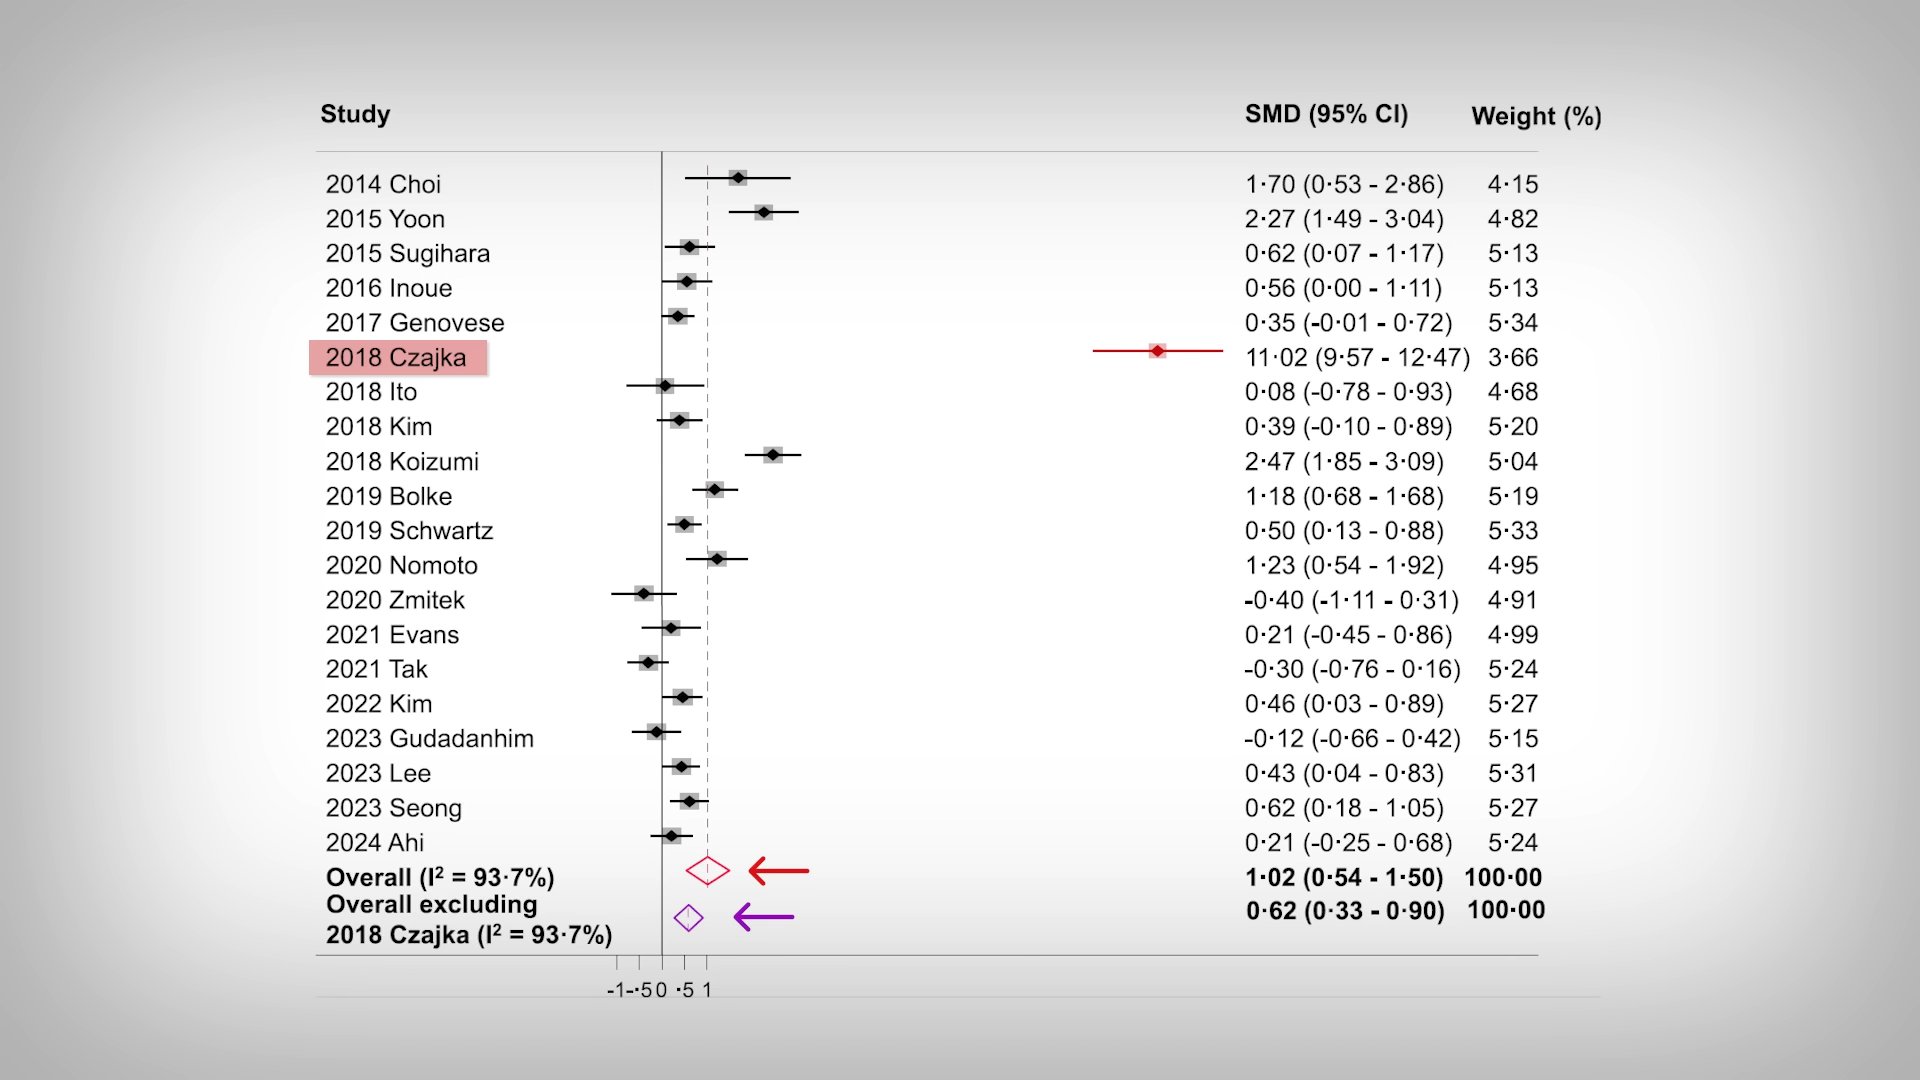 Study SMD (95% CI) Weight (%)
2014 Choi 1·70 (0·53 - 2·86) 4·15
2015 Yoon 2·27 (1·49 - 3·04) 4·82
2015 Sugihara 0·62 (0·07 - 1·17) 5·13
2016 Inoue 0·56 (0·00 - 1·11) 5·13
2017 Genovese 0·35 (-0·01 - 0·72) 5·34
2018 Czajka 11·02 (9·57 - 12·47) 3·66
2018 Ito 0·08 (-0·78 - 0·93) 4·68
2018 Kim 0·39 (-0·10 - 0·89) 5·20
2018 Koizumi 2·47 (1·85 - 3·09) 5·04
2019 Bolke 1·18 (0·68 - 1·68) 5·19
2019 Schwartz 0·50 (0·13 - 0·88) 5·33
2020 Nomoto 1·23 (0·54 - 1·92) 4·95
2020 Zmitek -0·40 (-1·11 - 0·31) 4·91
2021 Evans 0·21 (-0·45 - 0·86) 4·99
2021 Tak -0·30 (-0·76 - 0·16) 5·24
2022 Kim 0·46 (0·03 - 0·89) 5·27
2023 Gudadanhim -0·12 (-0·66 - 0·42) 5·15
2023 Lee 0·43 (0·04 - 0·83) 5·31
2023 Seong 0·62 (0·18 - 1·05) 5·27
2024 Ahi 0·21 (-0·25 - 0·68) 5·24
Overall (I² = 93·7%) 1·02 (0·54 - 1·50) 100·00
Overall excluding 0·62 (0·33 - 0·90) 100·00
2018 Czajka (I² = 93·7%)
-1 -·5 0 ·5 1